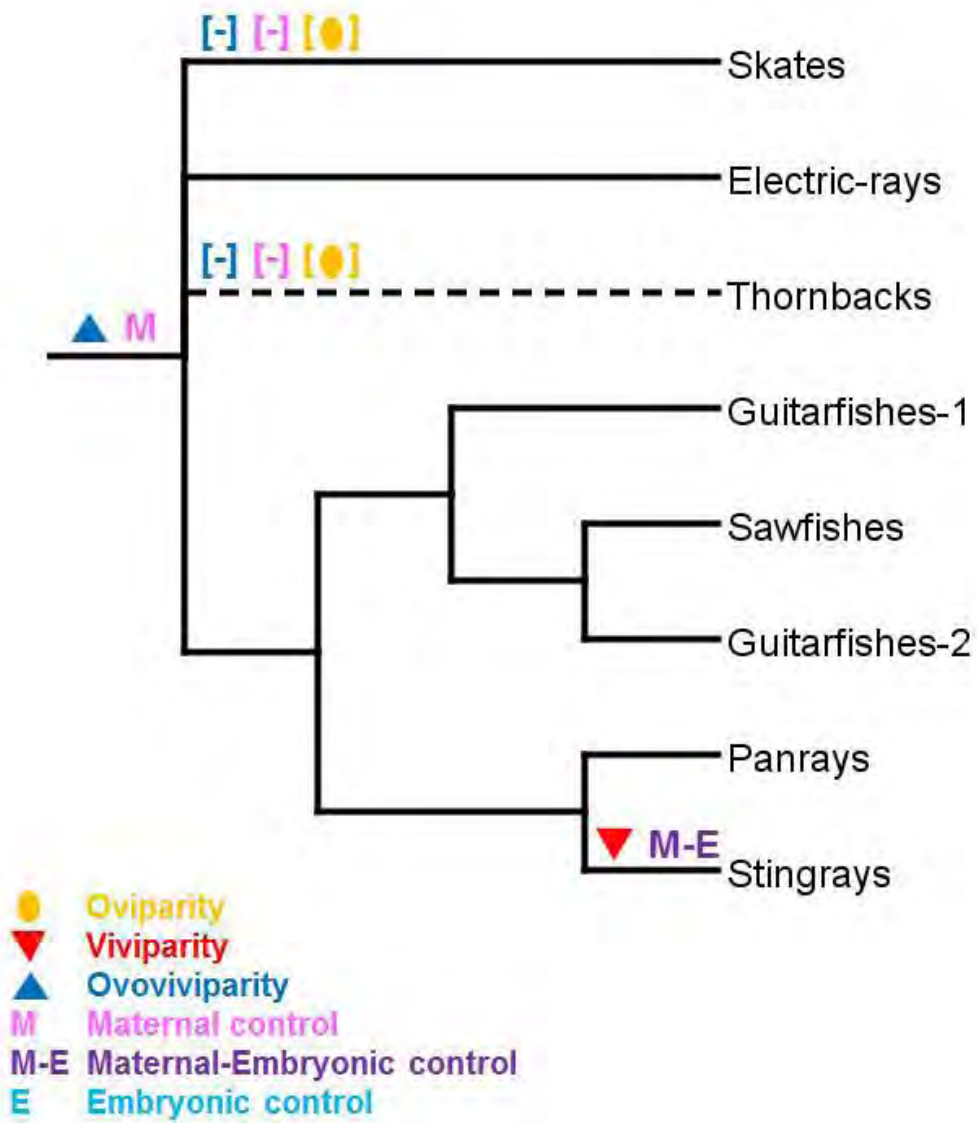 [-] [-] [ ]
Skates
Electric-rays
[-] [-] [ ]
Thornbacks
M
Guitarfishes-1
Sawfishes
Guitarfishes-2
Panrays
M-E
Stingrays
Oviparity
Viviparity
Ovoviviparity
M Maternal control
M-E Maternal-Embryonic control
E Embryonic control